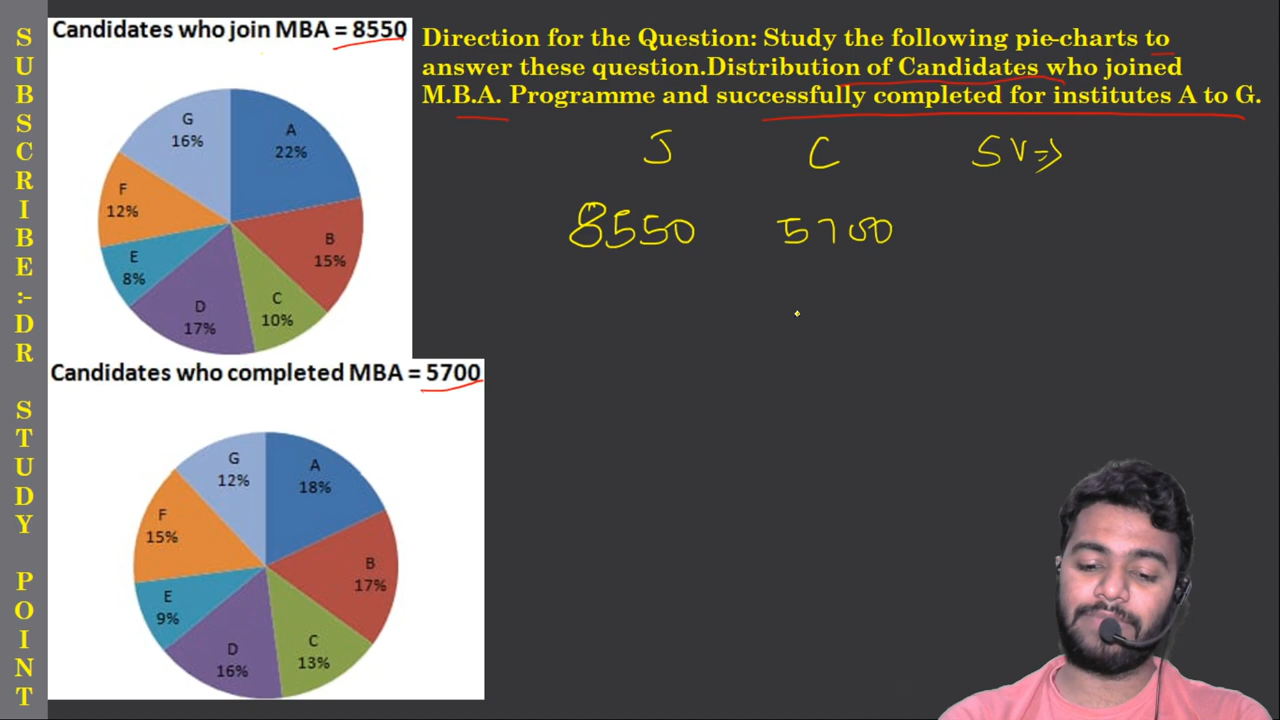 SUBSCRIBE:-DR STUDY POINT
Candidates who join MBA = 8550
G
16%
A
22%
F
12%
B
15%
E
8%
C
10%
D
17%
Candidates who completed MBA = 5700
G
12%
A
18%
F
15%
B
17%
E
9%
C
13%
D
16%
Direction for the Question: Study the following pie-charts to
answer these question.Distribution of Candidates who joined
M.B.A. Programme and successfully completed for institutes A to G.
J C SV⇒
8550 5700